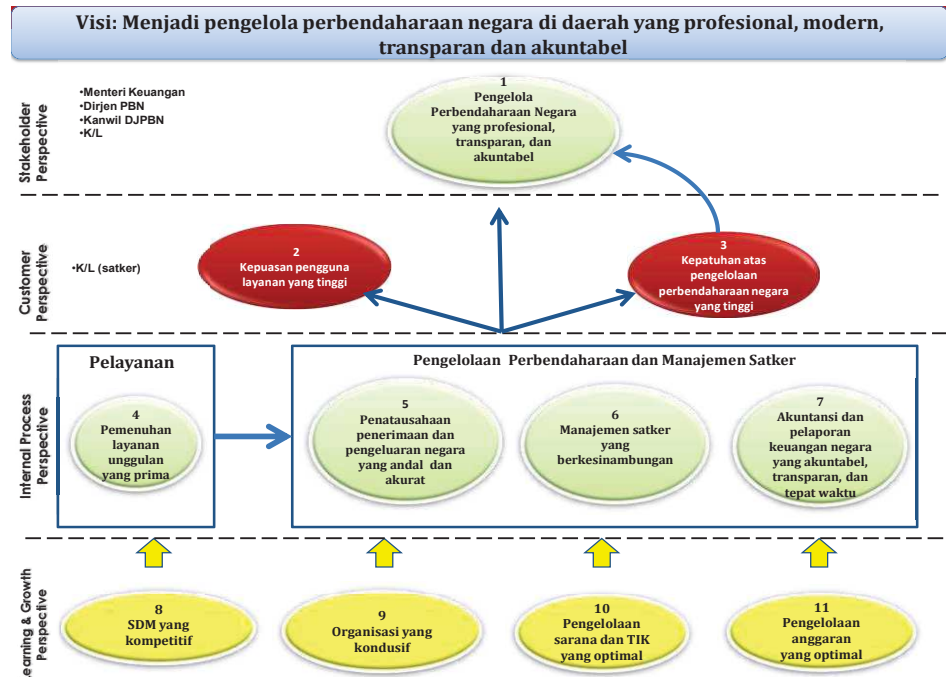 Visi: Menjadi pengelola perbendaharaan negara di daerah yang profesional, modern,
transparan dan akuntabel
Stakeholder
Perspective
•Menteri Keuangan
•Dirjen PBN
•Kanwil DJPBN
•K/L
1
Pengelola
Perbendaharaan Negara
yang profesional,
transparan, dan
akuntabel
Customer
Perspective
•K/L (satker)
2
Kepuasan pengguna
layanan yang tinggi
3
Kepatuhan atas
pengelolaan
perbendaharaan negara
yang tinggi
Internal Process
Perspective
Pelayanan
4
Pemenuhan
layanan
unggulan
yang prima
Pengelolaan Perbendaharaan dan Manajemen Satker
5
Penatausahaan
penerimaan dan
pengeluaran negara
yang andal dan
akurat
6
Manajemen satker
yang
berkesinambungan
7
Akuntansi dan
pelaporan
keuangan negara
yang akuntabel,
transparan, dan
tepat waktu
Learning & Growth
Perspective
8
SDM yang
kompetitif
9
Organisasi yang
kondusif
10
Pengelolaan
sarana dan TIK
yang optimal
11
Pengelolaan
anggaran
yang optimal